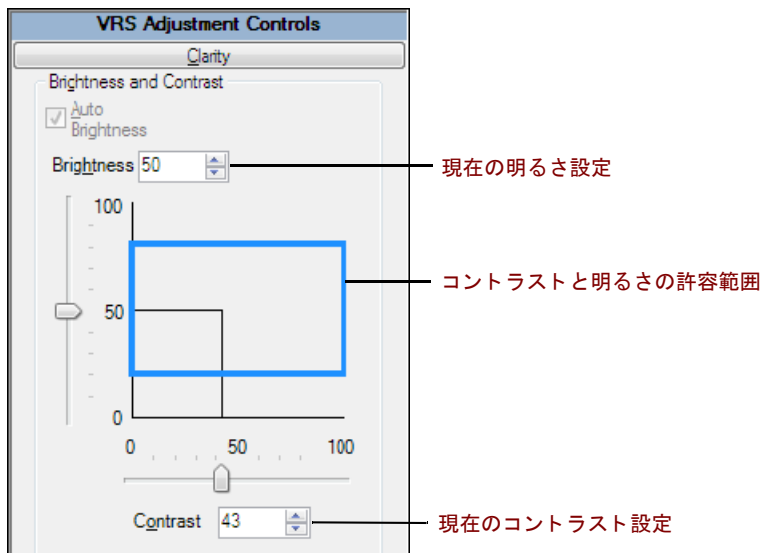 VRS Adjustment Controls
Clarity
Brightness and Contrast
Auto
Brightness
Brightness 50
現在の明るさ設定
100
コントラストと明るさの許容範囲
50
0
0 50 100
Contrast 43
現在のコントラスト設定